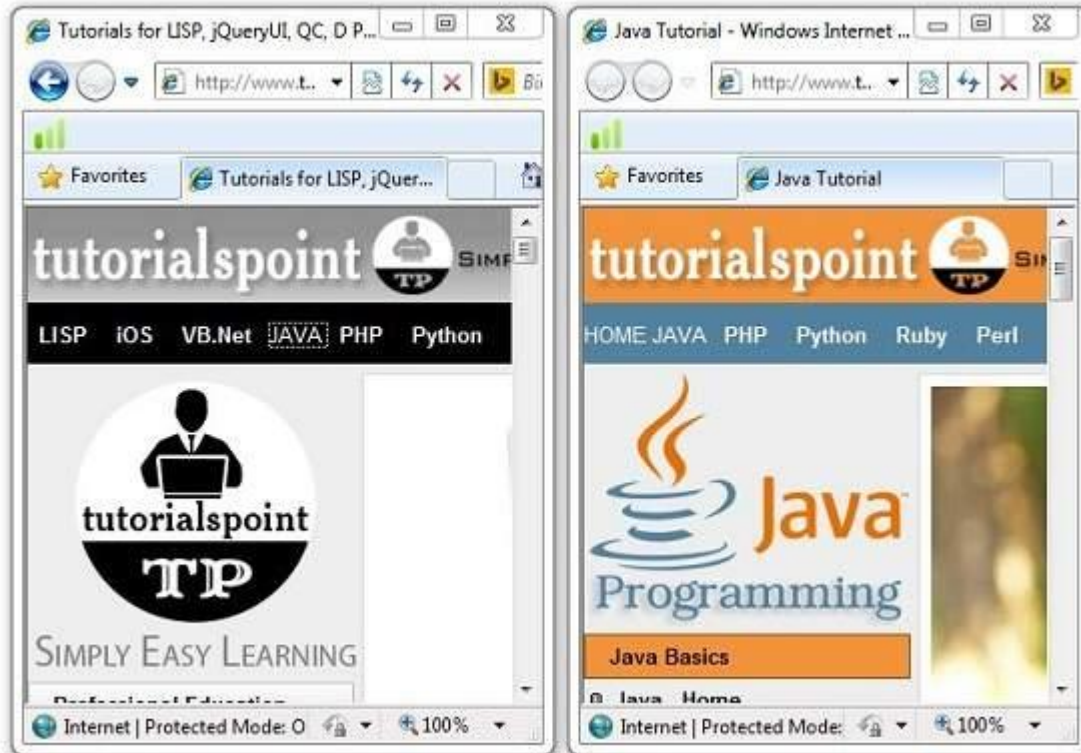 Tutorials for LISP, jQueryUI, QC, D P...
http://www.t..
Favorites
Tutorials for LISP, jQuer...
tutorialspoint
TP
LISP iOS VB.Net JAVA PHP Python
tutorialspoint
TP
SIMPLY EASY LEARNING
Professional Education
Internet | Protected Mode: O
100%
Java Tutorial - Windows Internet ...
http://www.t..
Favorites
Java Tutorial
tutorialspoint
TP
HOME JAVA PHP Python Ruby Perl
Java
Programming
Java Basics
Java Home
Internet | Protected Mode:
100%